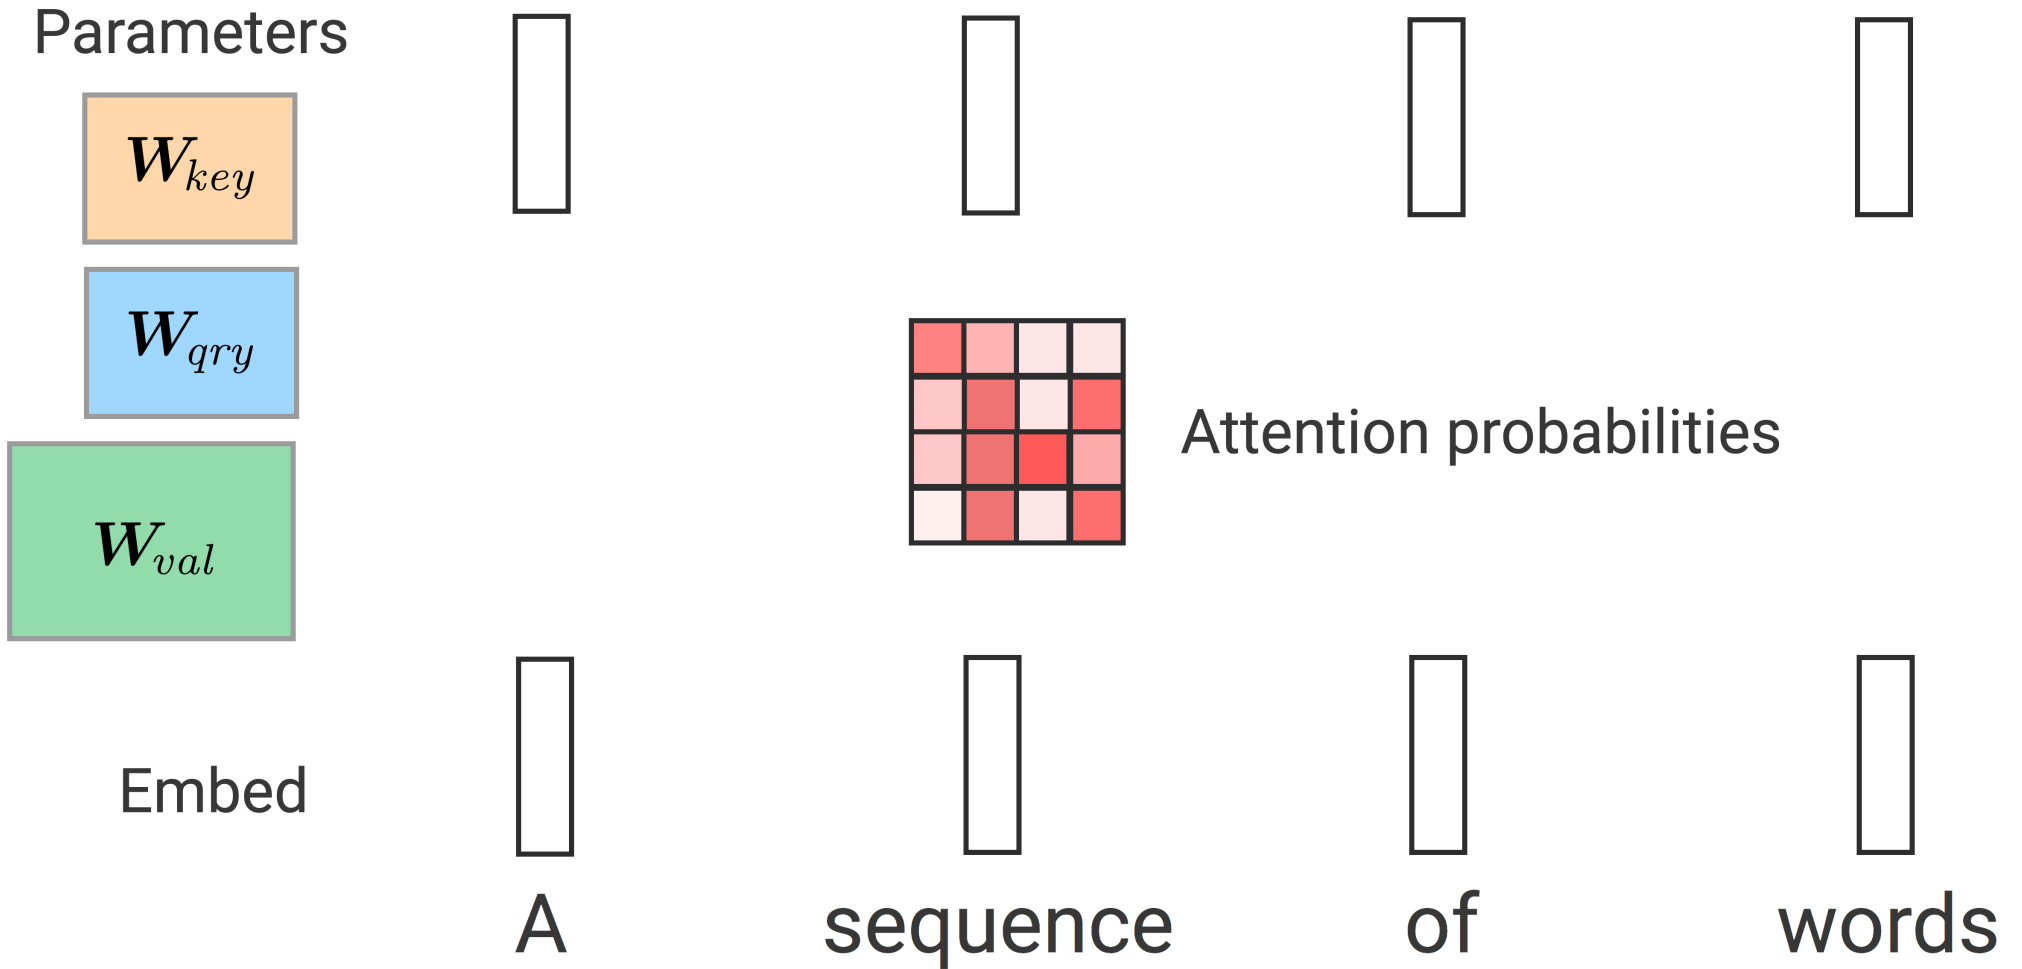 Parameters
W_key
W_qry
Attention probabilities
W_val
Embed
A sequence of words